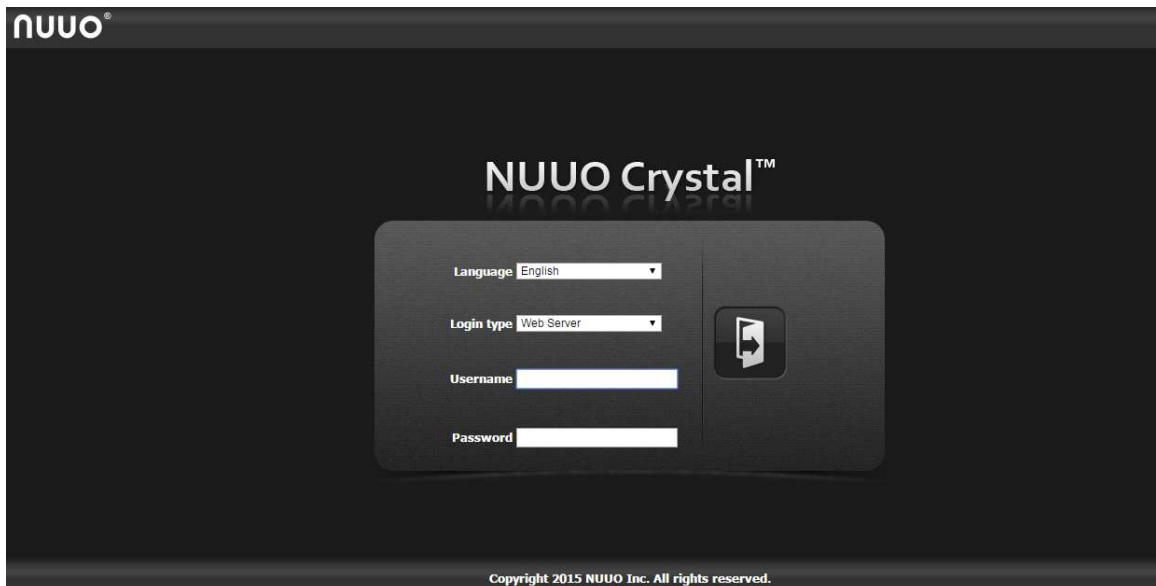 nuuo®
NUUO Crystal™
Language English
Login type Web Server
Username
Password
Copyright 2015 NUUO Inc. All rights reserved.